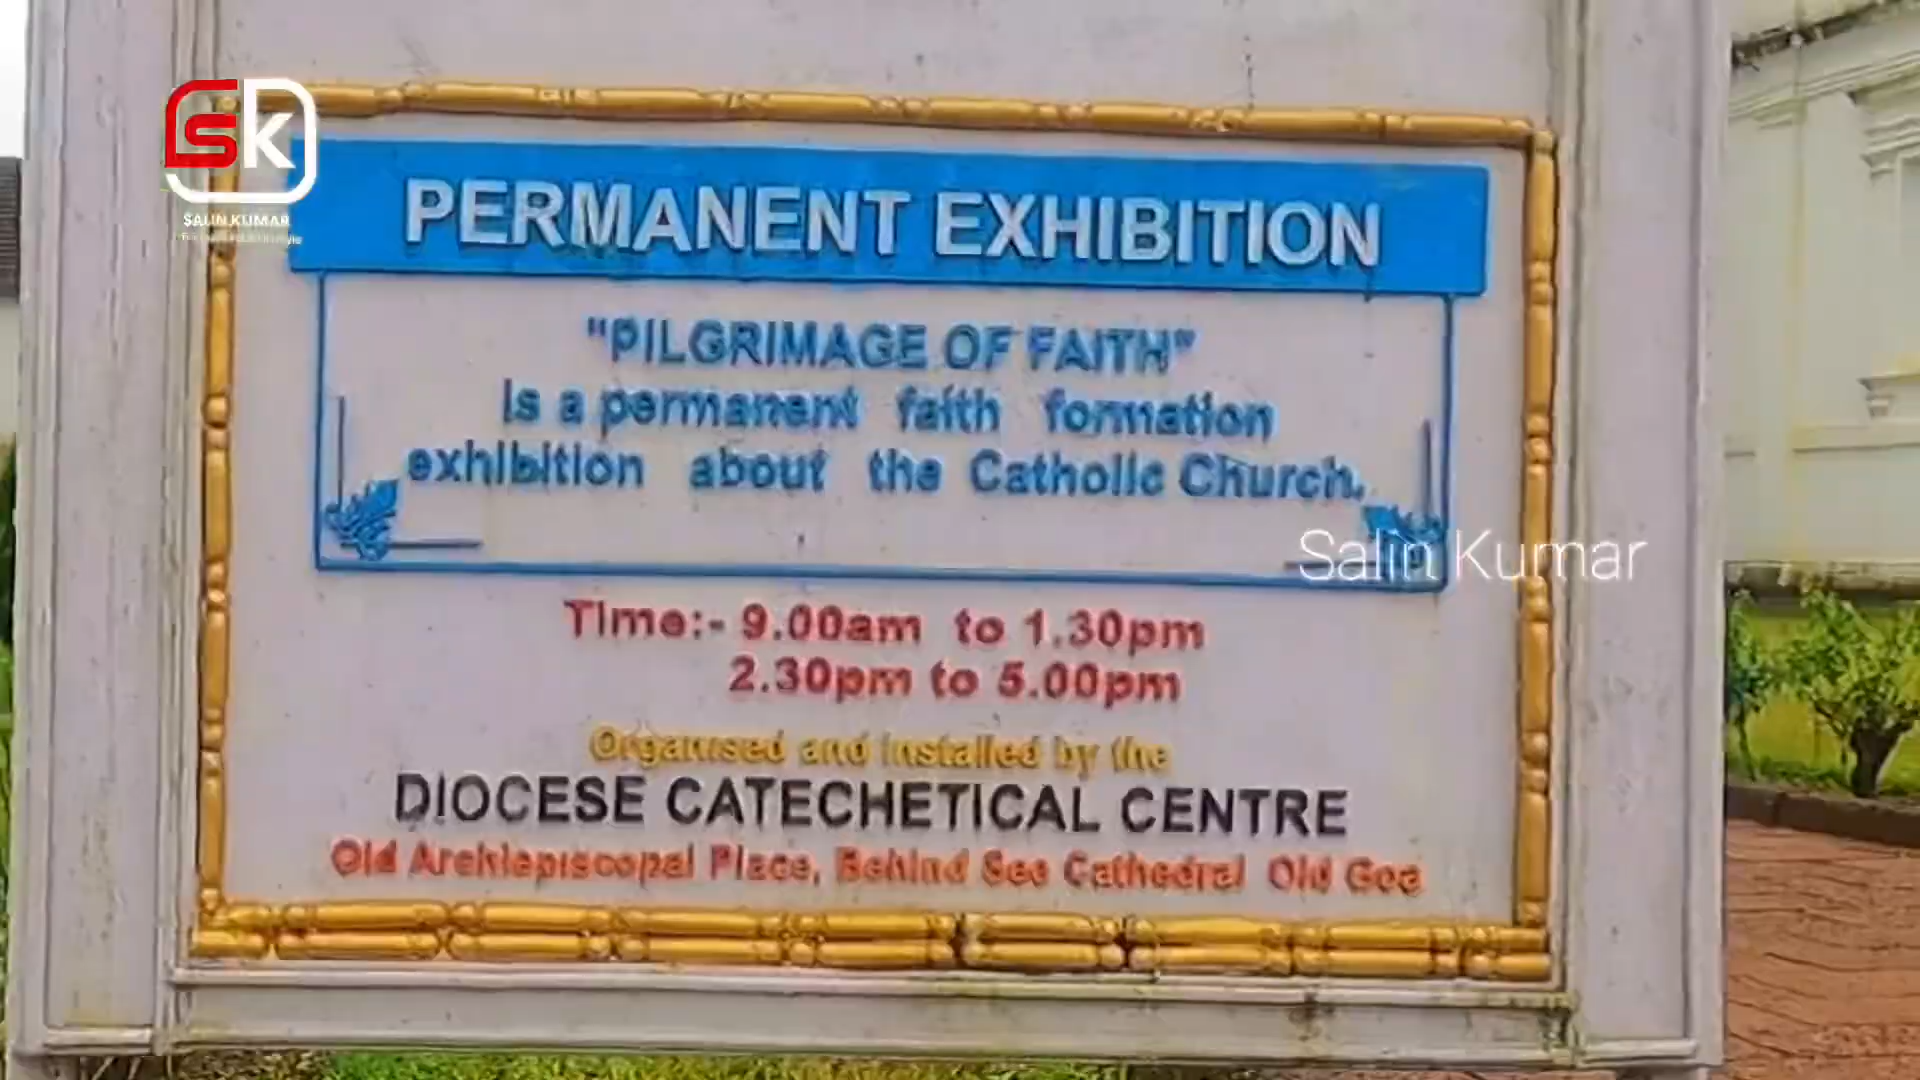 SK
SALIN KUMAR
PERMANENT EXHIBITION
"PILGRIMAGE OF FAITH"
Is a permanent faith formation
exhibition about the Catholic Church.
Salin Kumar
Time:- 9.00am to 1.30pm
2.30pm to 5.00pm
Organised and Installed by the
DIOCESE CATECHETICAL CENTRE
Old Archiepiscopal Place, Behind See Cathedral Old Goa